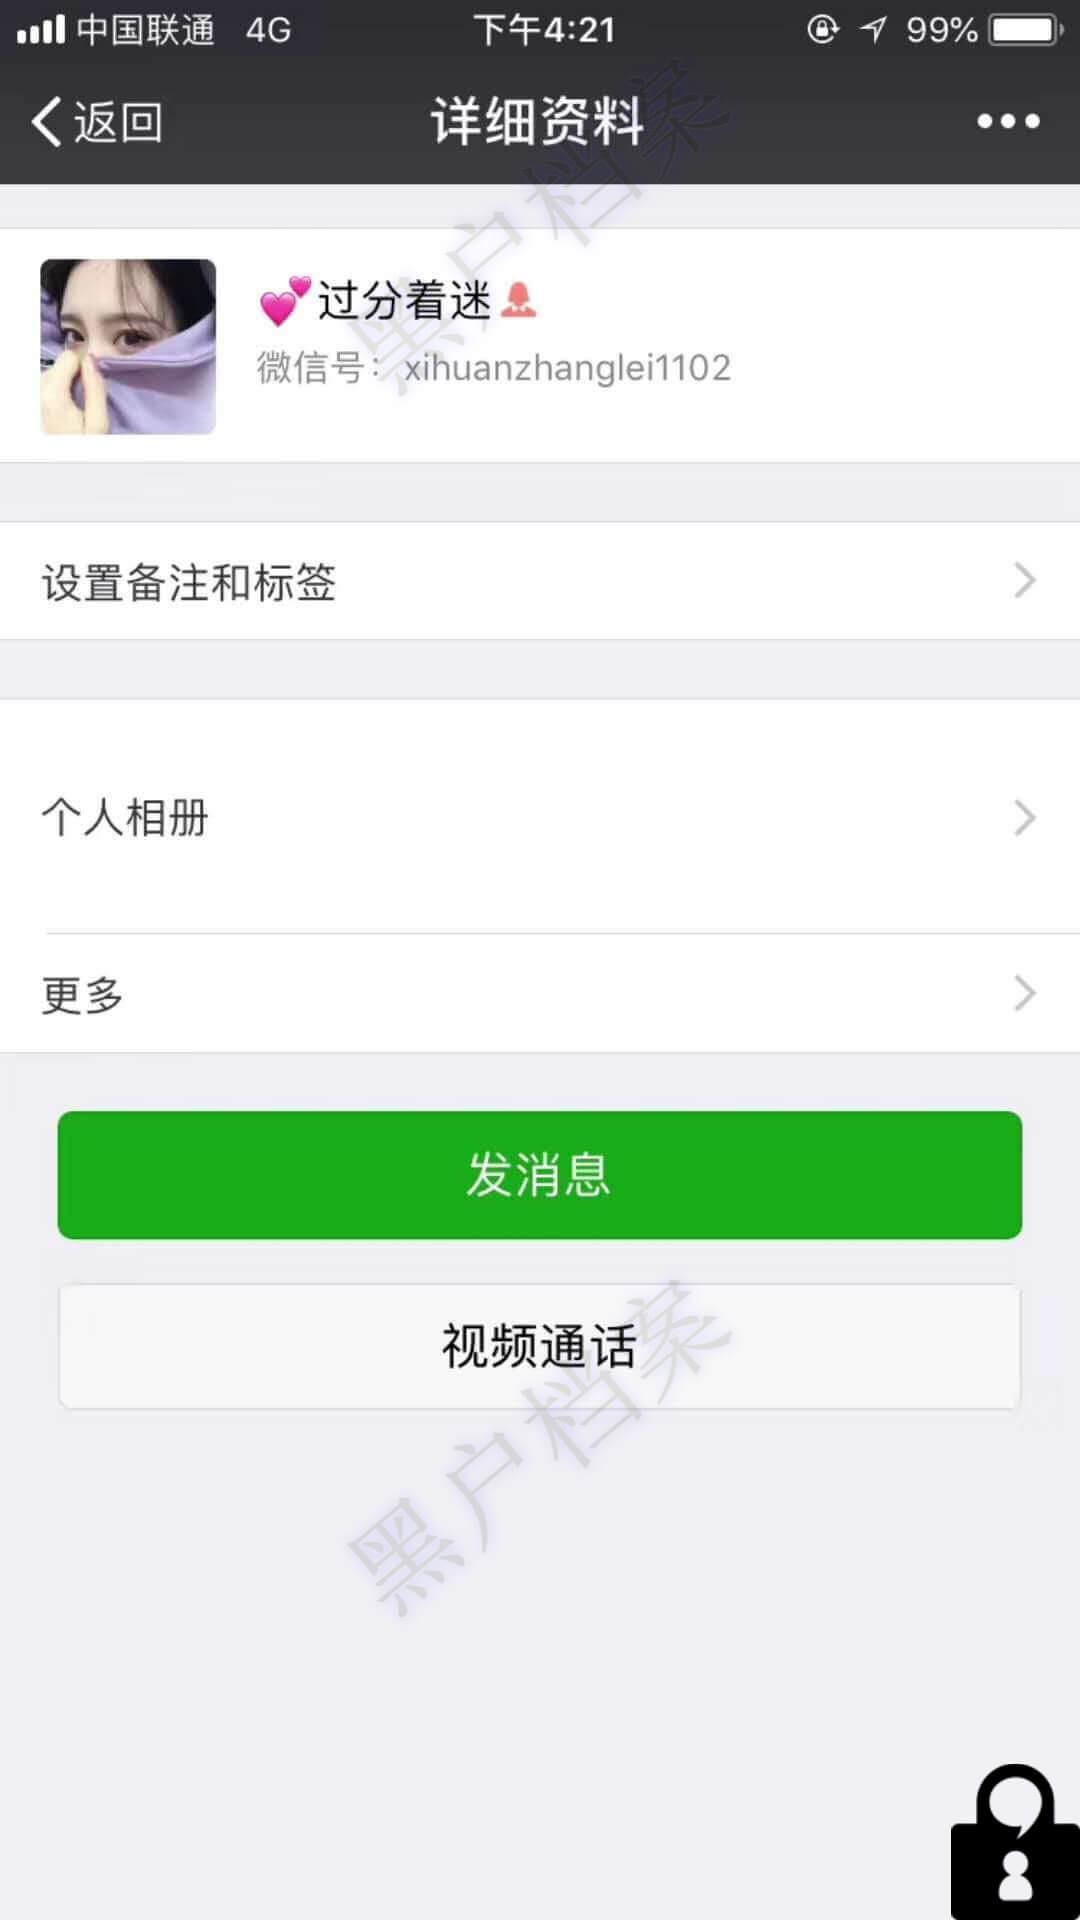 中国联通 4G 下午4:21 99%
返回 详细资料
💕过分着迷
微信号：xihuanzhanglei1102
设置备注和标签
个人相册
更多
发消息
视频通话
黑户档案
黑户档案